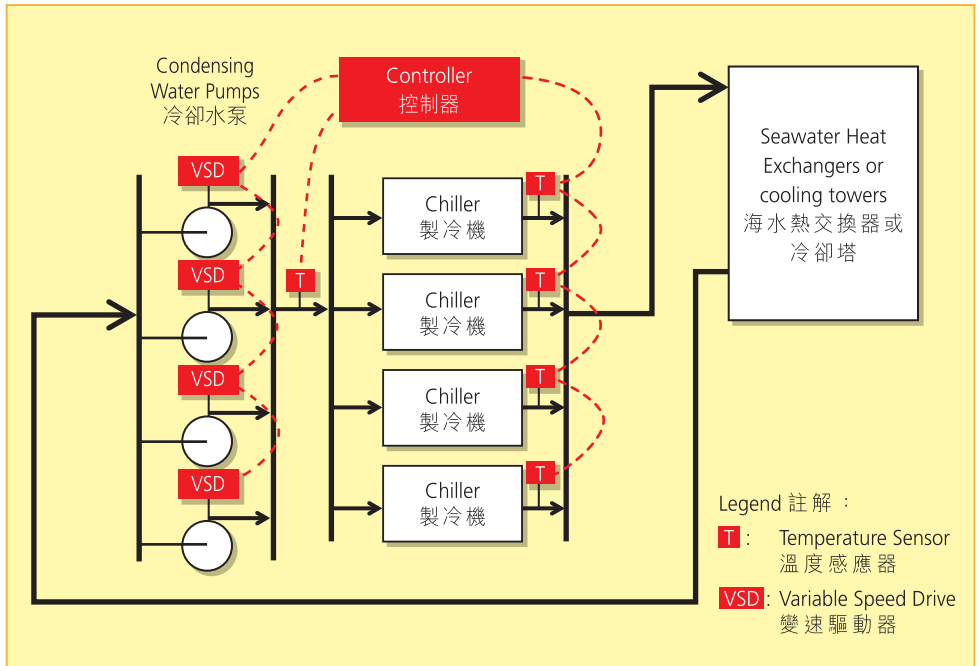 Condensing
Water Pumps
冷卻水泵
Controller
控制器
VSD
VSD
VSD
VSD
T
Chiller
製冷機
T
Chiller
製冷機
T
Chiller
製冷機
T
Chiller
製冷機
T
Seawater Heat
Exchangers or
cooling towers
海水熱交換器或
冷卻塔
Legend 註解 :
T : Temperature Sensor
溫度感應器
VSD : Variable Speed Drive
變速驅動器